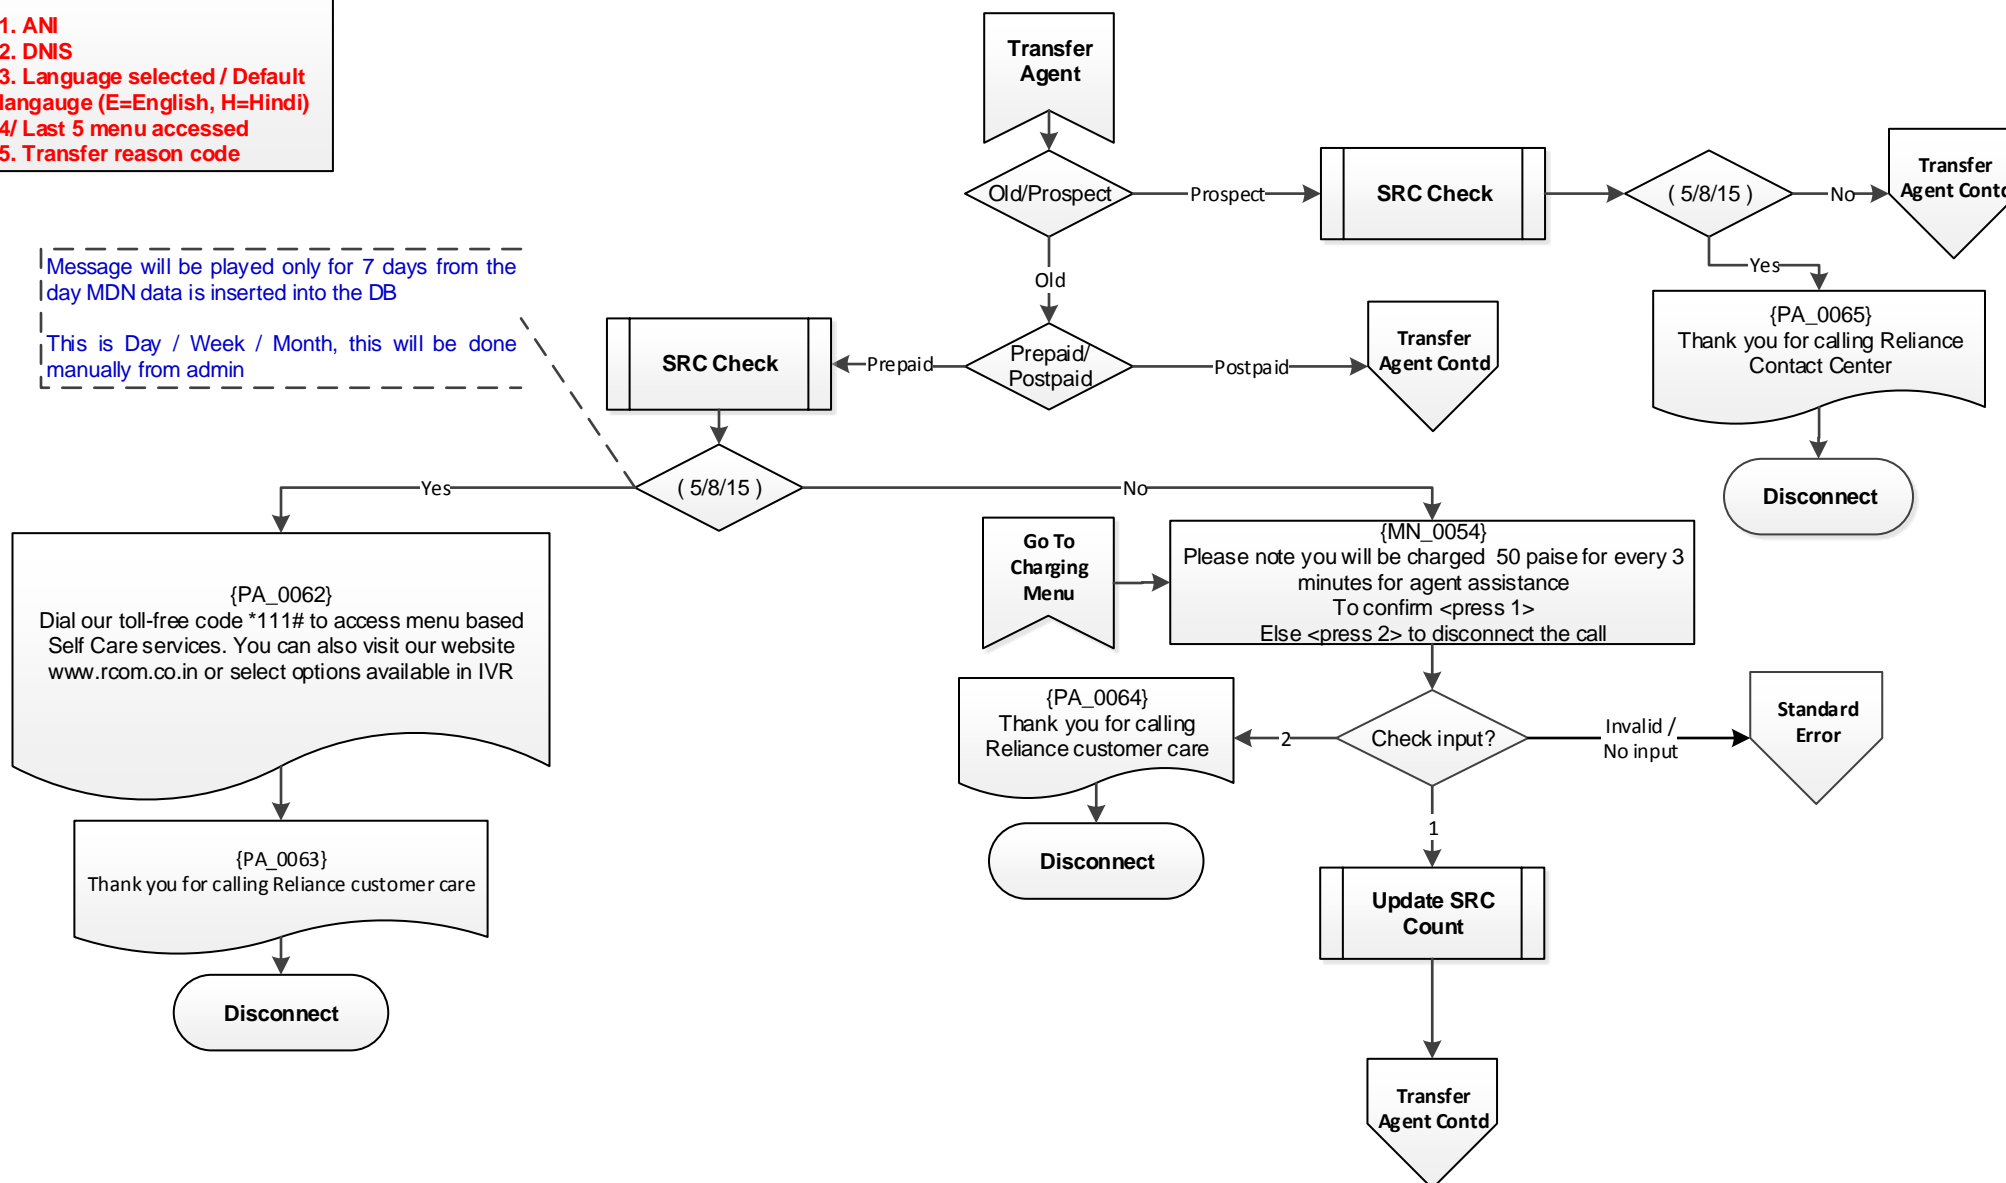 1. ANI
2. DNIS
3. Language selected / Default
langauge (E=English, H=Hindi)
4/ Last 5 menu accessed
5. Transfer reason code
Transfer
Agent
Old/Prospect
Prospect
SRC Check
( 5/8/15 )
No
Transfer
Agent Contd
Yes
{PA_0065}
Thank you for calling Reliance
Contact Center
Disconnect
Old
Message will be played only for 7 days from the
day MDN data is inserted into the DB
This is Day / Week / Month, this will be done
manually from admin
SRC Check
Prepaid
Prepaid/
Postpaid
Postpaid
Transfer
Agent Contd
( 5/8/15 )
Yes
No
{PA_0062}
Dial our toll-free code *111# to access menu based
Self Care services. You can also visit our website
www.rcom.co.in or select options available in IVR
{PA_0063}
Thank you for calling Reliance customer care
Disconnect
Go To
Charging
Menu
{MN_0054}
Please note you will be charged 50 paise for every 3
minutes for agent assistance
To confirm <press 1>
Else <press 2> to disconnect the call
{PA_0064}
Thank you for calling
Reliance customer care
2
Check input?
Invalid /
No input
Standard
Error
Disconnect
1
Update SRC
Count
Transfer
Agent Contd